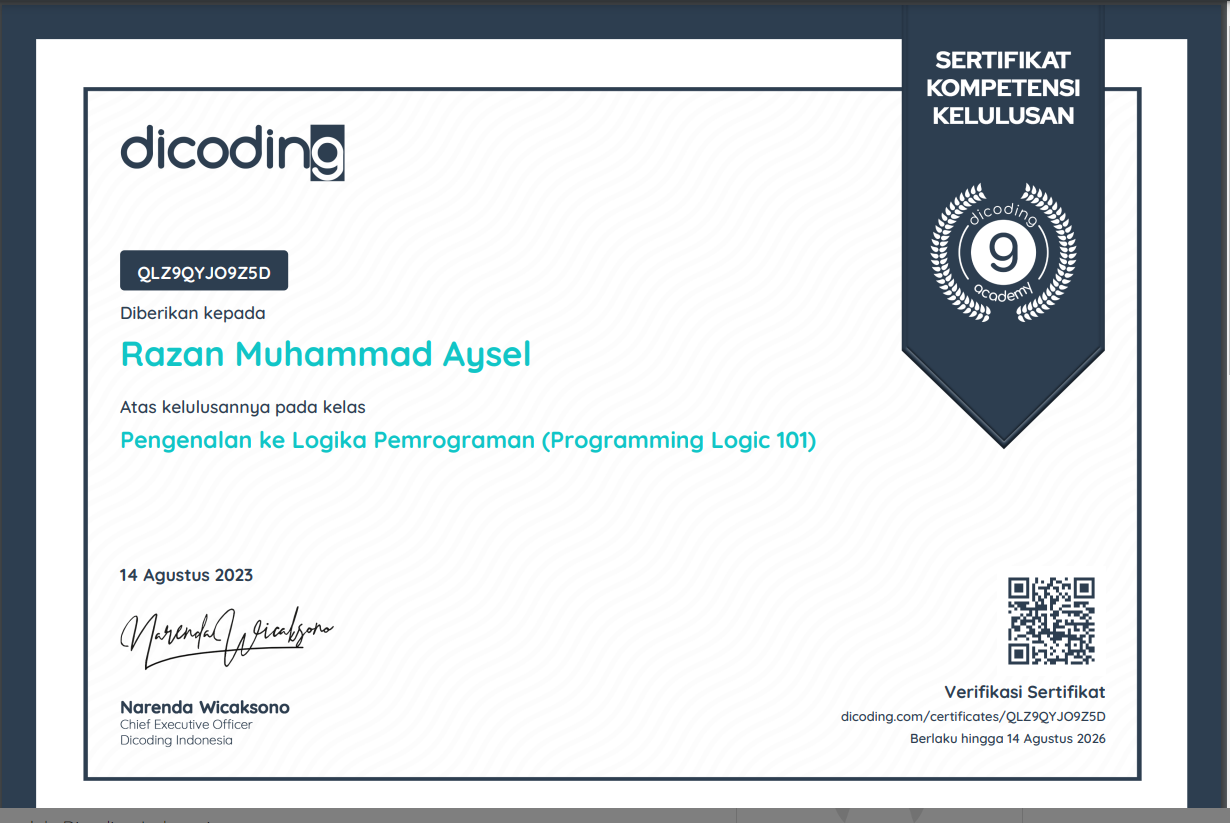 SERTIFIKAT
KOMPETENSI
KELULUSAN
dicoding
dicoding
g
academy
QLZ9QYJO9Z5D
Diberikan kepada
Razan Muhammad Aysel
Atas kelulusannya pada kelas
Pengenalan ke Logika Pemrograman (Programming Logic 101)
14 Agustus 2023
Narenda Wicaksono
Narenda Wicaksono
Chief Executive Officer
Dicoding Indonesia
Verifikasi Sertifikat
dicoding.com/certificates/QLZ9QYJO9Z5D
Berlaku hingga 14 Agustus 2026